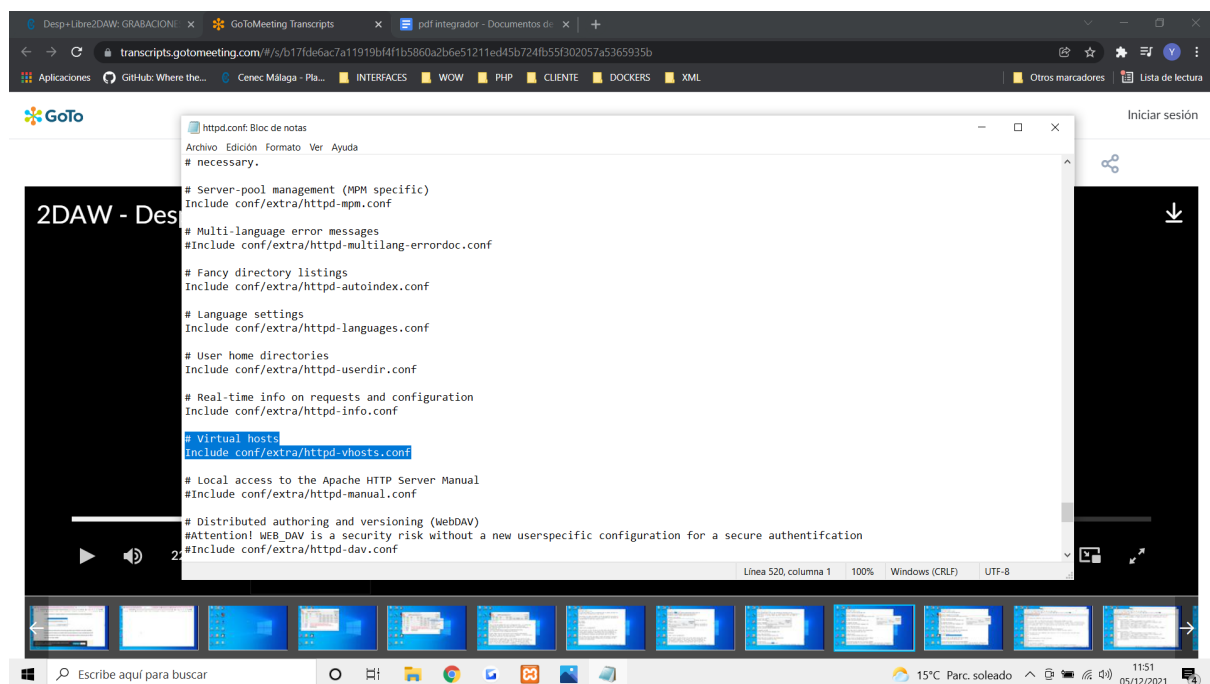 Desp+Libre2DAW: GRABACIONE
GoToMeeting Transcripts
pdf integrador - Documentos de
transcripts.gotomeeting.com/#/s/b17fde6ac7a11919bf4f1b5860a2b6e51211ed45b724fb55f302057a5365935b
Y
Aplicaciones
GitHub: Where the...
Cenec Málaga - Pla...
INTERFACES
WOW
PHP
CLIENTE
DOCKERS
XML
Otros marcadores
Lista de lectura
GoTo
Iniciar sesión
2DAW - Des
httpd.conf: Bloc de notas
Archivo Edición Formato Ver Ayuda
# necessary.
# Server-pool management (MPM specific)
Include conf/extra/httpd-mpm.conf
# Multi-language error messages
#Include conf/extra/httpd-multilang-errordoc.conf
# Fancy directory listings
Include conf/extra/httpd-autoindex.conf
# Language settings
Include conf/extra/httpd-languages.conf
# User home directories
Include conf/extra/httpd-userdir.conf
# Real-time info on requests and configuration
Include conf/extra/httpd-info.conf
# Virtual hosts
Include conf/extra/httpd-vhosts.conf
# Local access to the Apache HTTP Server Manual
#Include conf/extra/httpd-manual.conf
# Distributed authoring and versioning (WebDAV)
#Attention! WEB_DAV is a security risk without a new userspecific configuration for a secure authentifcation
#Include conf/extra/httpd-dav.conf
Línea 520, columna 1
100%
Windows (CRLF)
UTF-8
Escribe aquí para buscar
15°C Parc. soleado
11:51
05/12/2021
4